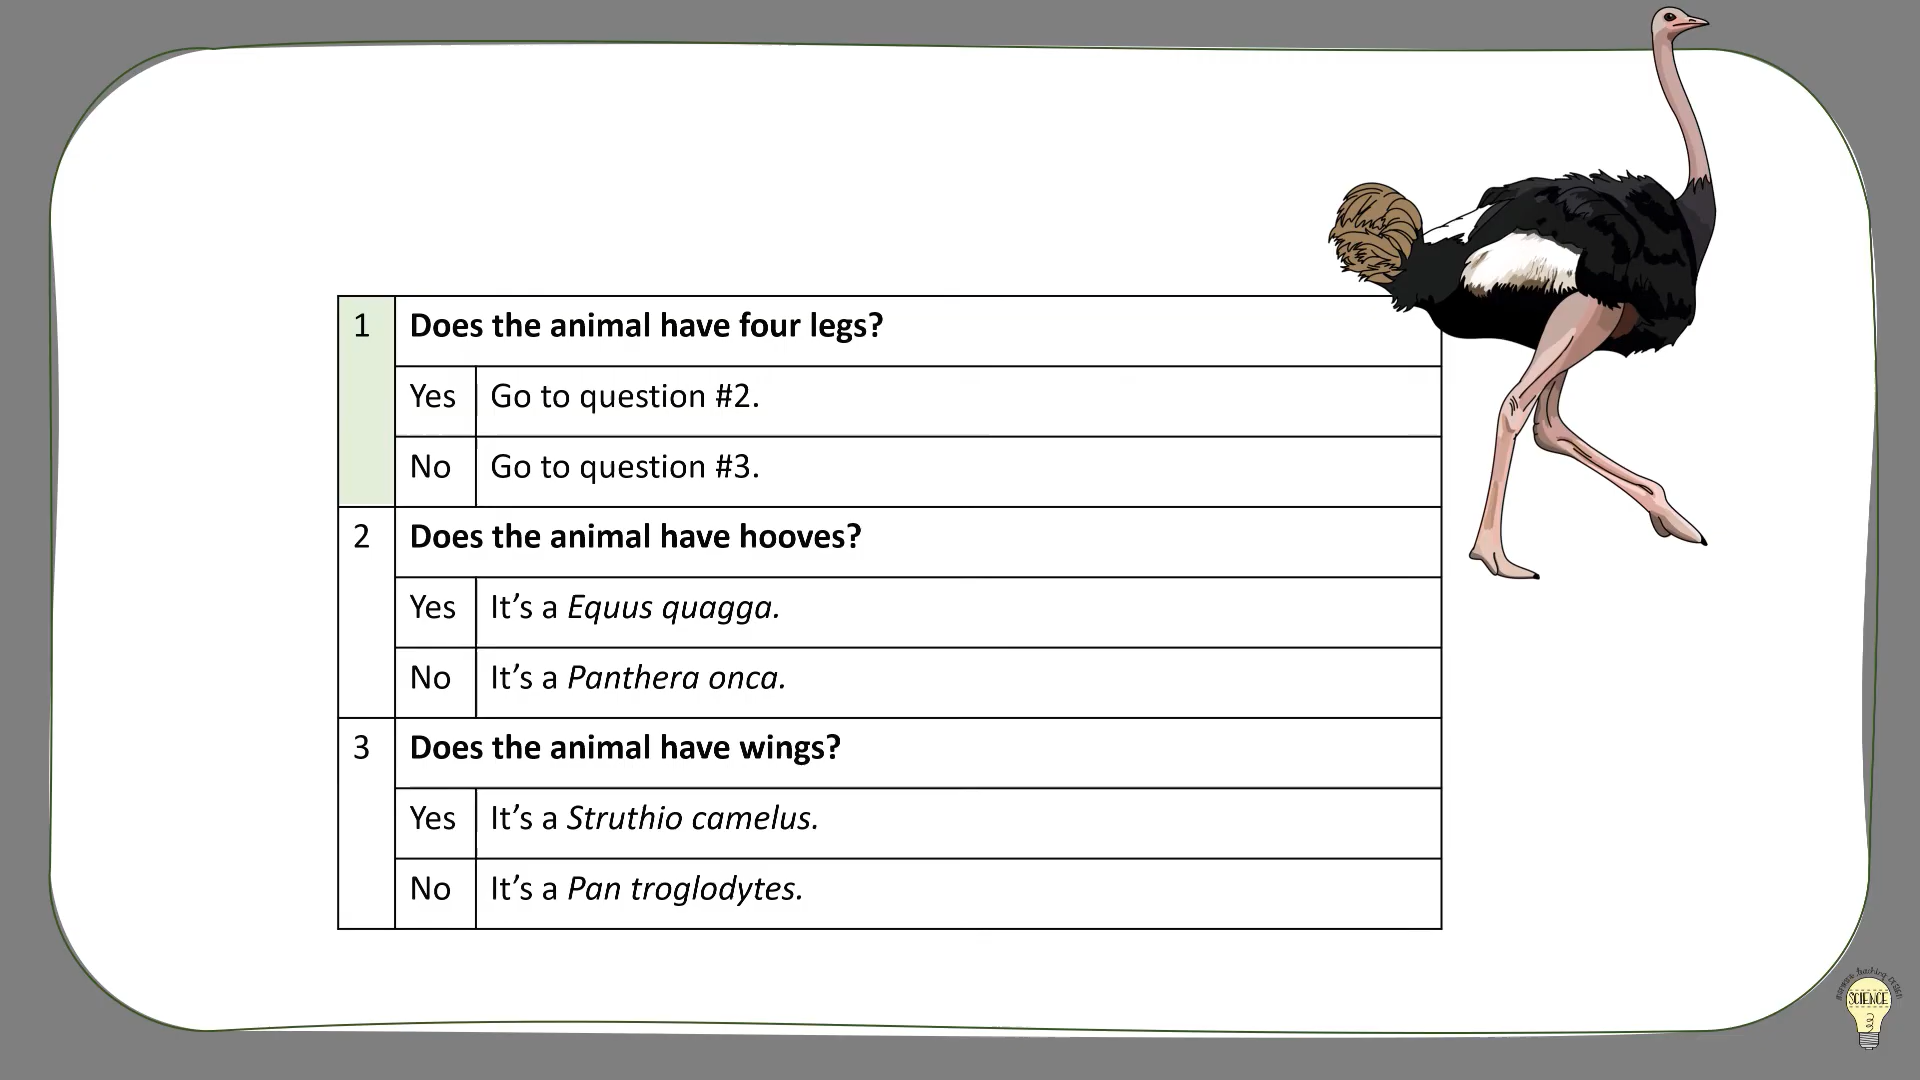 1 Does the animal have four legs?
Yes Go to question #2.
No Go to question #3.
2 Does the animal have hooves?
Yes It’s a Equus quagga.
No It’s a Panthera onca.
3 Does the animal have wings?
Yes It’s a Struthio camelus.
No It’s a Pan troglodytes.
SCIENCE